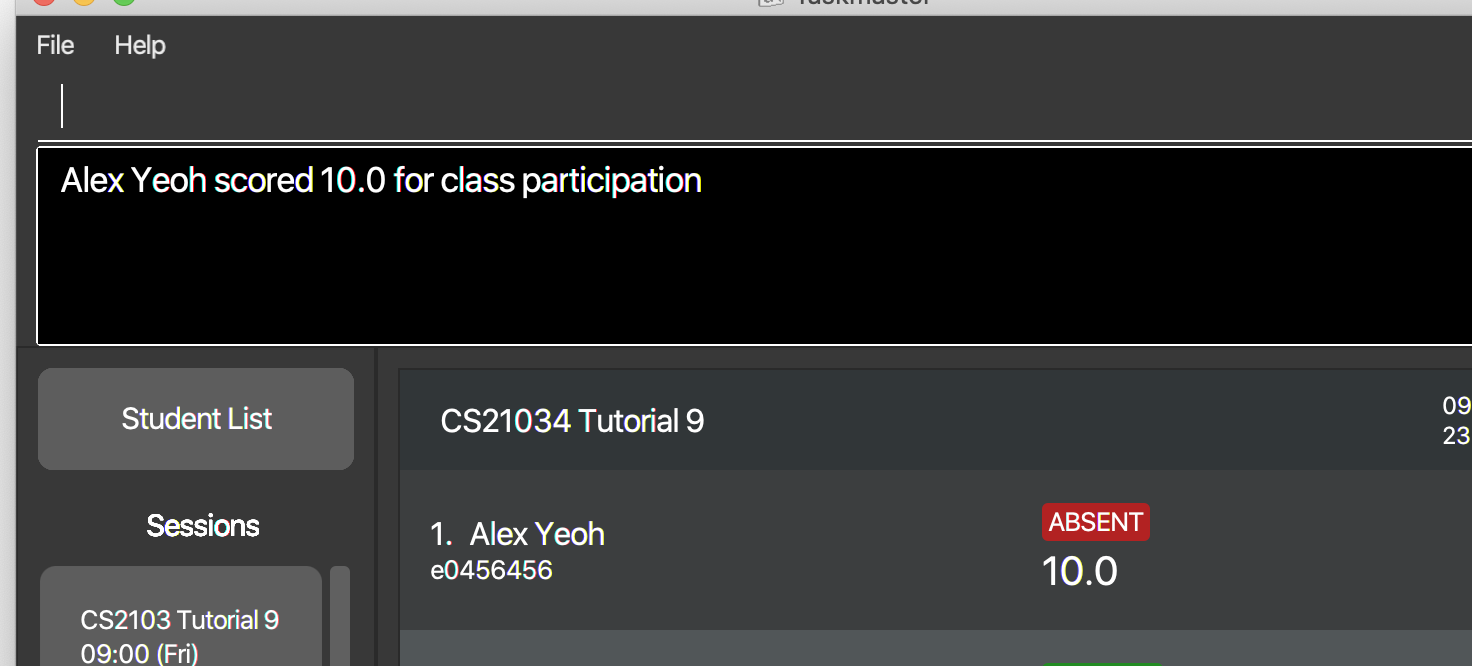 File Help
Alex Yeoh scored 10.0 for class participation
Student List
Sessions
CS2103 Tutorial 9
09:00 (Fri)
CS21034 Tutorial 9
09
23
1. Alex Yeoh
e0456456
ABSENT
10.0